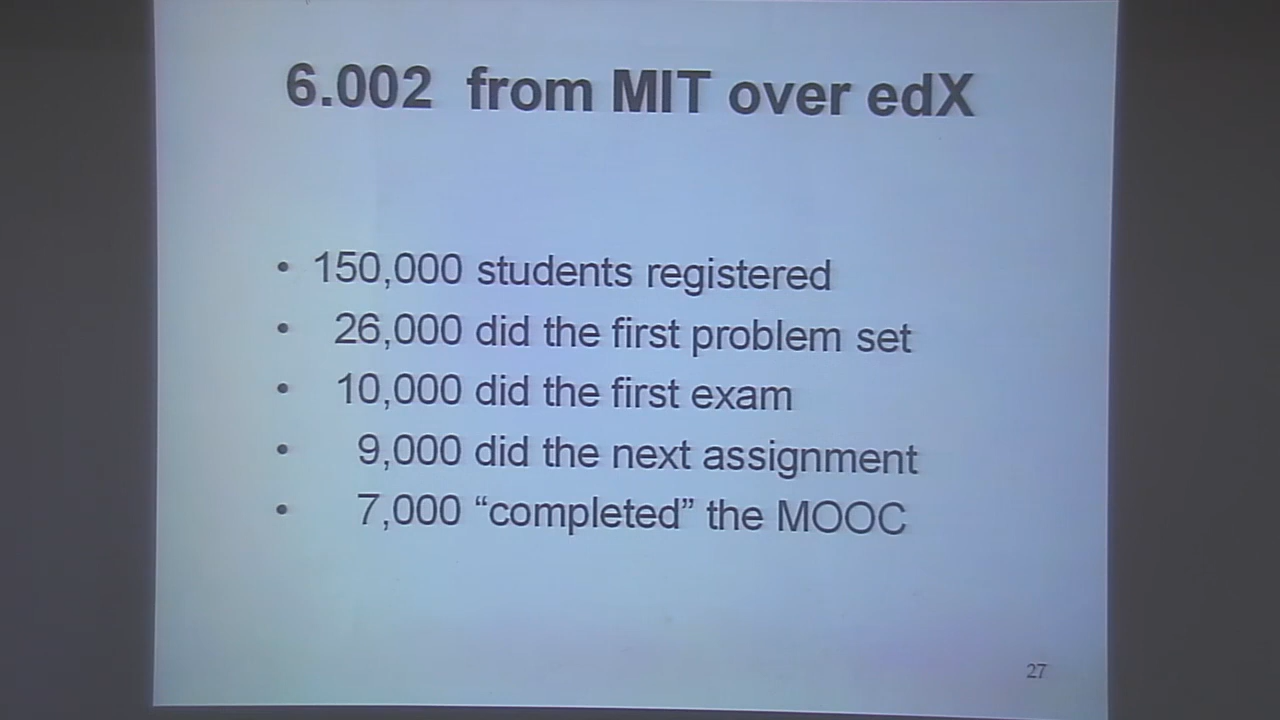 6.002 from MIT over edX
• 150,000 students registered
• 26,000 did the first problem set
• 10,000 did the first exam
• 9,000 did the next assignment
• 7,000 “completed” the MOOC
27